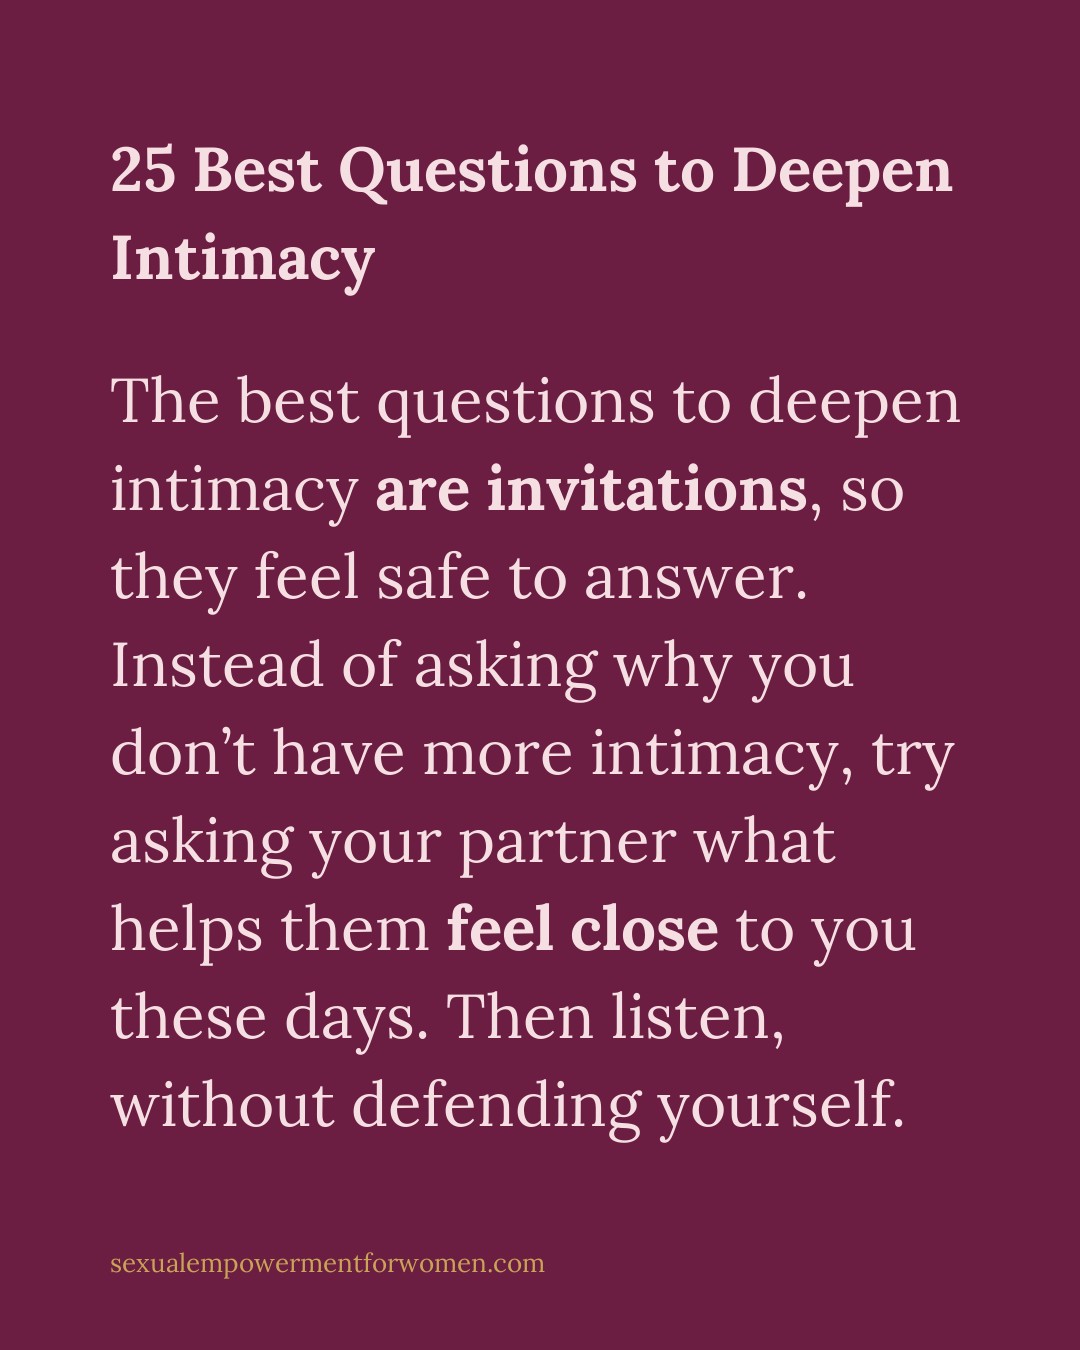 25 Best Questions to Deepen
Intimacy
The best questions to deepen
intimacy are invitations, so
they feel safe to answer.
Instead of asking why you
don’t have more intimacy, try
asking your partner what
helps them feel close to you
these days. Then listen,
without defending yourself.
sexualempowermentforwomen.com